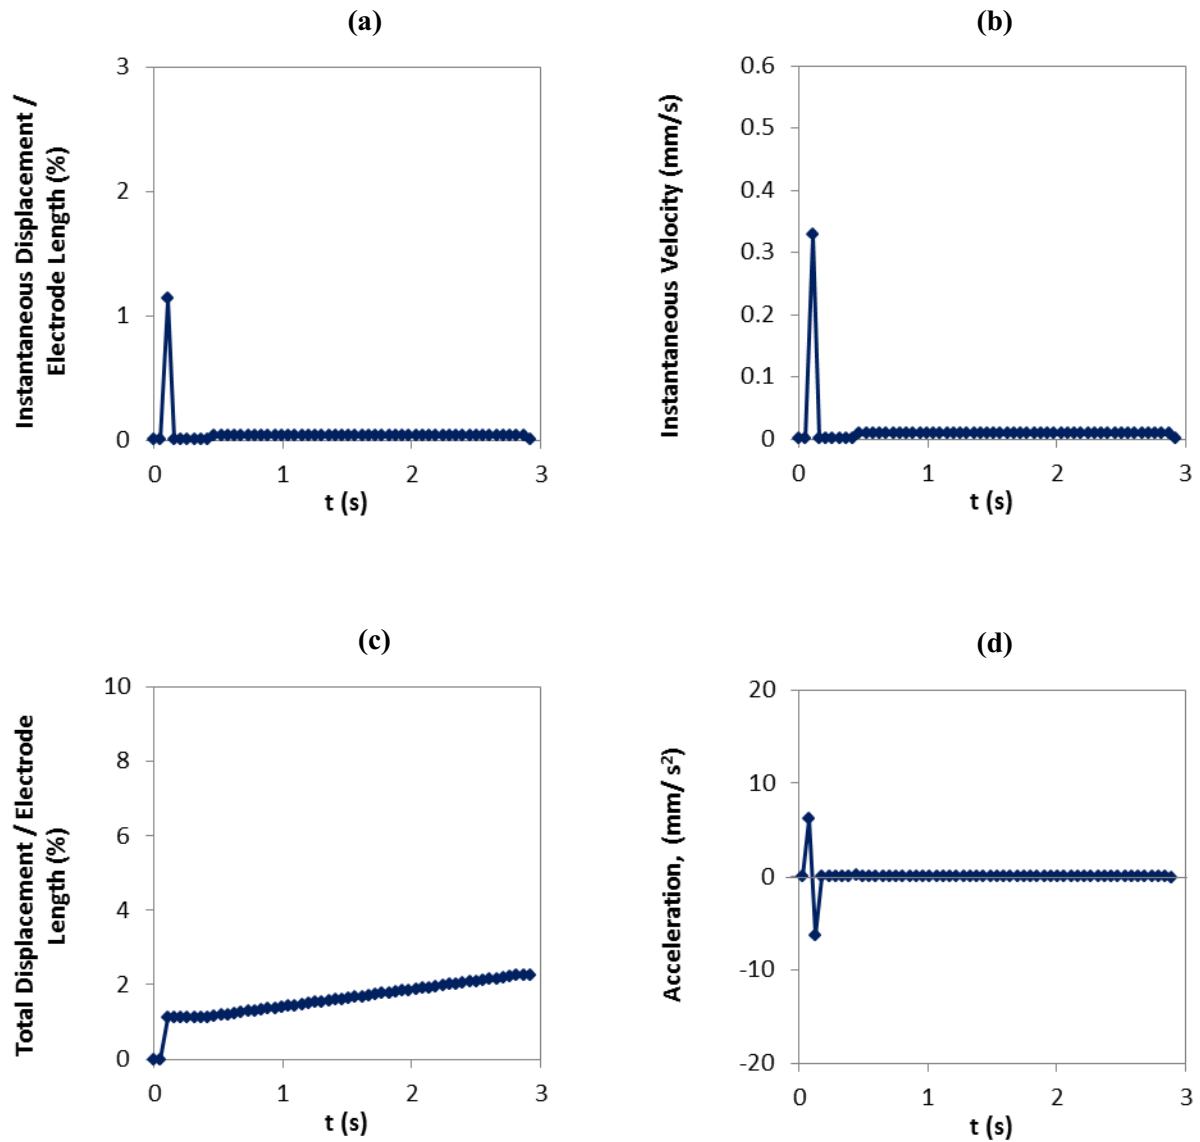 (a)
Instantaneous Displacement /
Electrode Length (%)
3
2
1
0
0 1 2 3
t (s)
(b)
Instantaneous Velocity (mm/s)
0.6
0.5
0.4
0.3
0.2
0.1
0
0 1 2 3
t (s)
(c)
Total Displacement / Electrode
Length (%)
10
8
6
4
2
0
0 1 2 3
t (s)
(d)
Acceleration, (mm/ s²)
20
10
0
-10
-20
0 1 2 3
t (s)